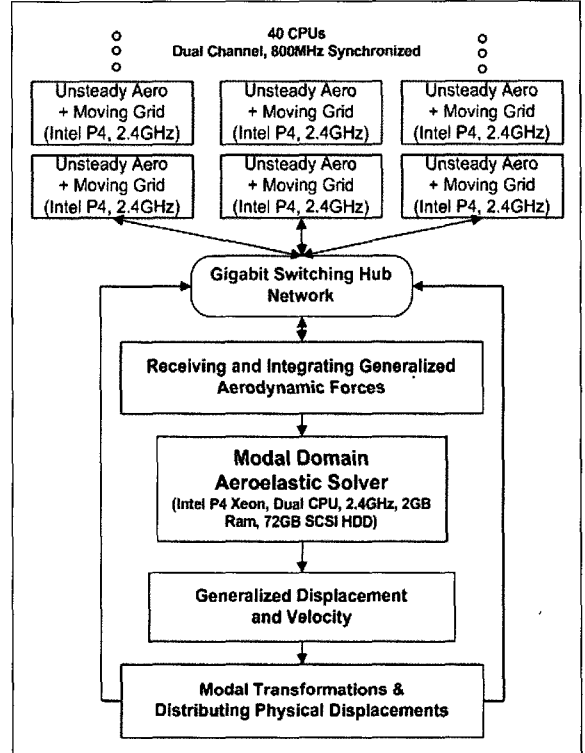 40 CPUs
Dual Channel, 800MHz Synchronized
Unsteady Aero
+ Moving Grid
(Intel P4, 2.4GHz)
Unsteady Aero
+ Moving Grid
(Intel P4, 2.4GHz)
Unsteady Aero
+ Moving Grid
(Intel P4, 2.4GHz)
Unsteady Aero
+ Moving Grid
(Intel P4, 2.4GHz)
Unsteady Aero
+ Moving Grid
(Intel P4, 2.4GHz)
Unsteady Aero
+ Moving Grid
(Intel P4, 2.4GHz)
Gigabit Switching Hub
Network
Receiving and Integrating Generalized
Aerodynamic Forces
Modal Domain
Aeroelastic Solver
(Intel P4 Xeon, Dual CPU, 2.4GHz, 2GB
Ram, 72GB SCSI HDD)
Generalized Displacement
and Velocity
Modal Transformations &
Distributing Physical Displacements